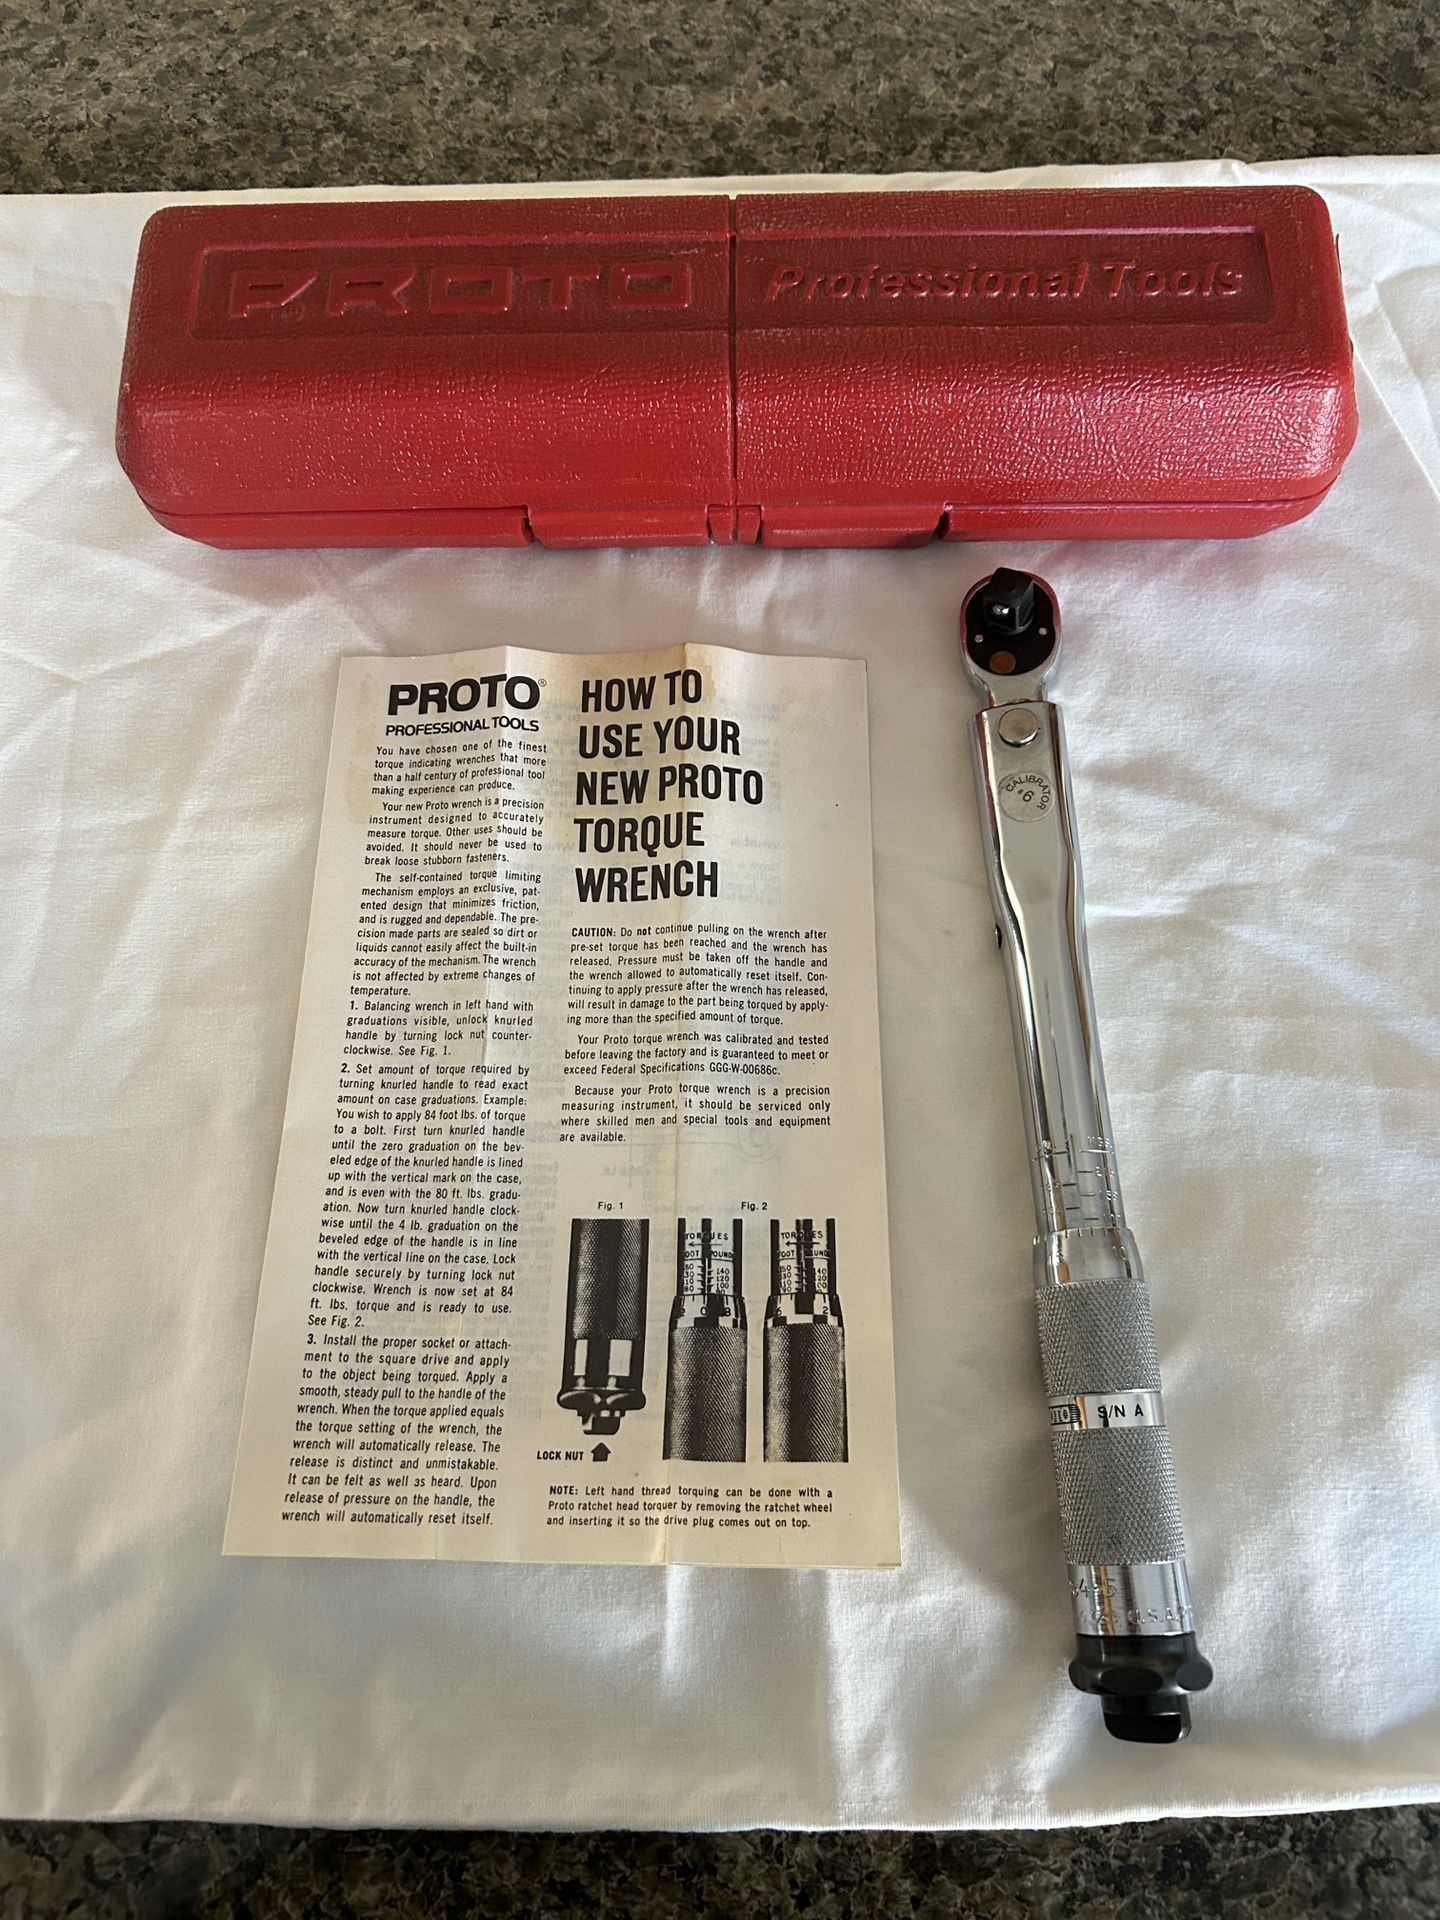 PROTO Professional Tools
PROTO®
PROFESSIONAL TOOLS
You have chosen one of the finest
torque indicating wrenches that more
than a half century of professional tool
making experience can produce.
Your new Proto wrench is a precision
instrument designed to accurately
measure torque. Other uses should be
avoided. It should never be used to
break loose stubborn fasteners.
The self-contained torque limiting
mechanism employs an exclusive, pat-
ented design that minimizes friction,
and is rugged and dependable. The pre-
cision made parts are sealed so dirt or
liquids cannot easily affect the built-in
accuracy of the mechanism. The wrench
is not affected by extreme changes of
temperature.
1. Balancing wrench in left hand with
graduations visible, unlock knurled
handle by turning lock nut counter-
clockwise. See Fig. 1.
2. Set amount of torque required by
turning knurled handle to read exact
amount on case graduations. Example:
You wish to apply 84 foot lbs. of torque
to a bolt. First turn knurled handle
until the zero graduation on the bev-
eled edge of the knurled handle is lined
up with the vertical mark on the case,
and is even with the 80 ft. lbs. gradu-
ation. Now turn knurled handle clock-
wise until the 4 lb. graduation on the
beveled edge of the handle is in line
with the vertical line on the case. Lock
handle securely by turning lock nut
clockwise. Wrench is now set at 84
ft. lbs. torque and is ready to use.
See Fig. 2.
3. Install the proper socket or attach-
ment to the square drive and apply
to the object being torqued. Apply a
smooth, steady pull to the handle of the
wrench. When the torque applied equals
the torque setting of the wrench, the
wrench will automatically release. The
release is distinct and unmistakable.
It can be felt as well as heard. Upon
release of pressure on the handle, the
wrench will automatically reset itself.
HOW TO
USE YOUR
NEW PROTO
TORQUE
WRENCH
CAUTION: Do not continue pulling on the wrench after
pre-set torque has been reached and the wrench has
released. Pressure must be taken off the handle and
the wrench allowed to automatically reset itself. Con-
tinuing to apply pressure after the wrench has released,
will result in damage to the part being torqued by apply-
ing more than the specified amount of torque.
Your Proto torque wrench was calibrated and tested
before leaving the factory and is guaranteed to meet or
exceed Federal Specifications GGG-W-00686c.
Because your Proto torque wrench is a precision
measuring instrument, it should be serviced only
where skilled men and special tools and equipment
are available.
Fig. 1
Fig. 2
LOCK NUT
NOTE: Left hand thread torquing can be done with a
Proto ratchet head torquer by removing the ratchet wheel
and inserting it so the drive plug comes out on top.
CALIBRATOR
#6
S/N A
U.S.A.